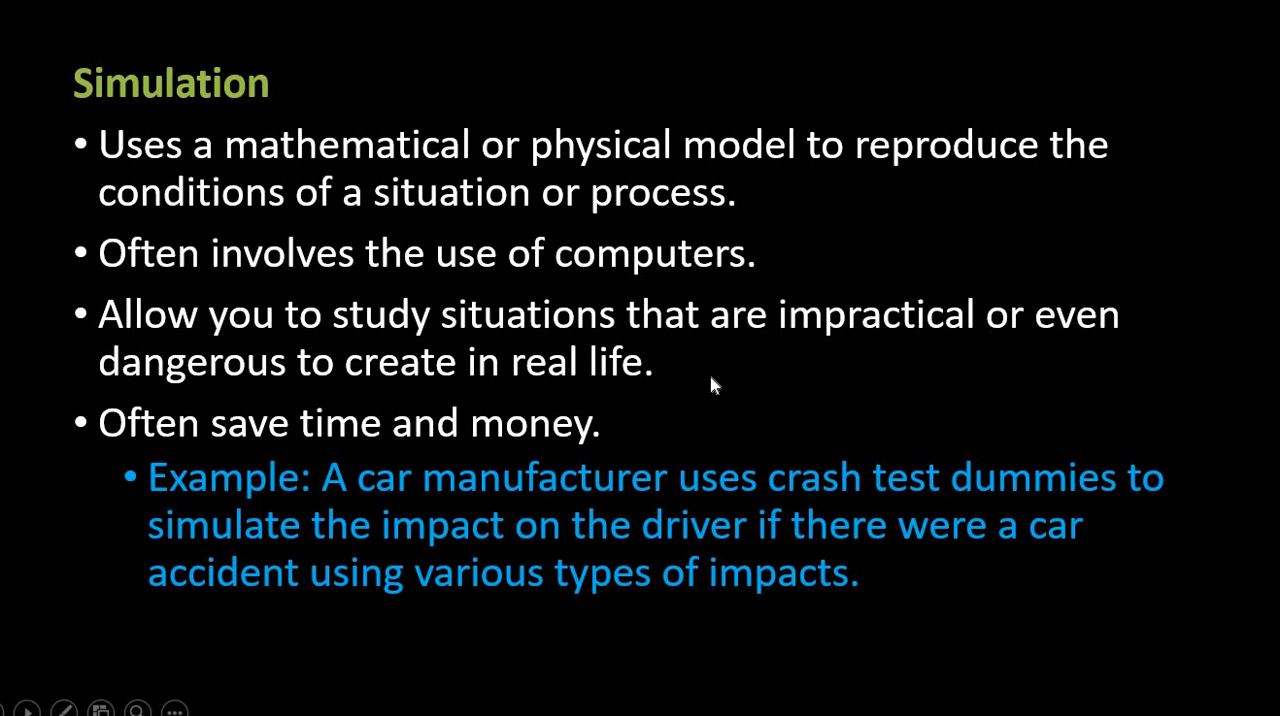 Simulation
• Uses a mathematical or physical model to reproduce the
conditions of a situation or process.
• Often involves the use of computers.
• Allow you to study situations that are impractical or even
dangerous to create in real life.
• Often save time and money.
• Example: A car manufacturer uses crash test dummies to
simulate the impact on the driver if there were a car
accident using various types of impacts.